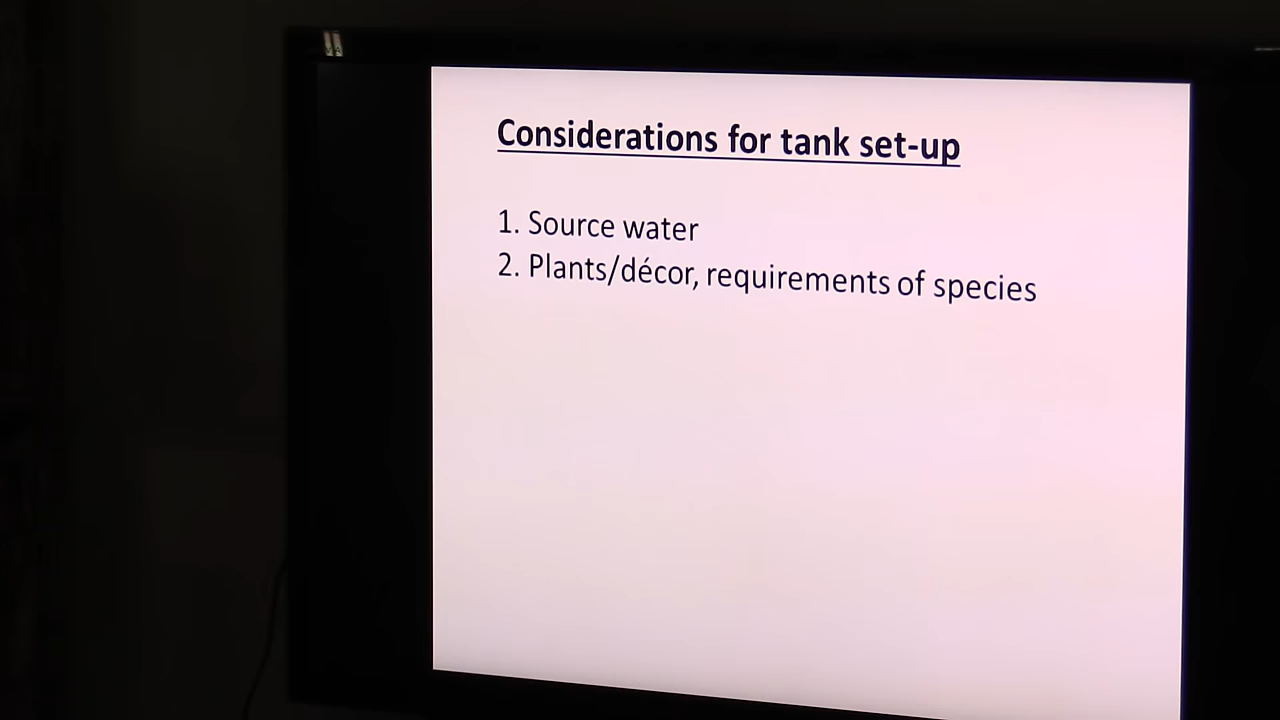 Considerations for tank set-up
1. Source water
2. Plants/décor, requirements of species